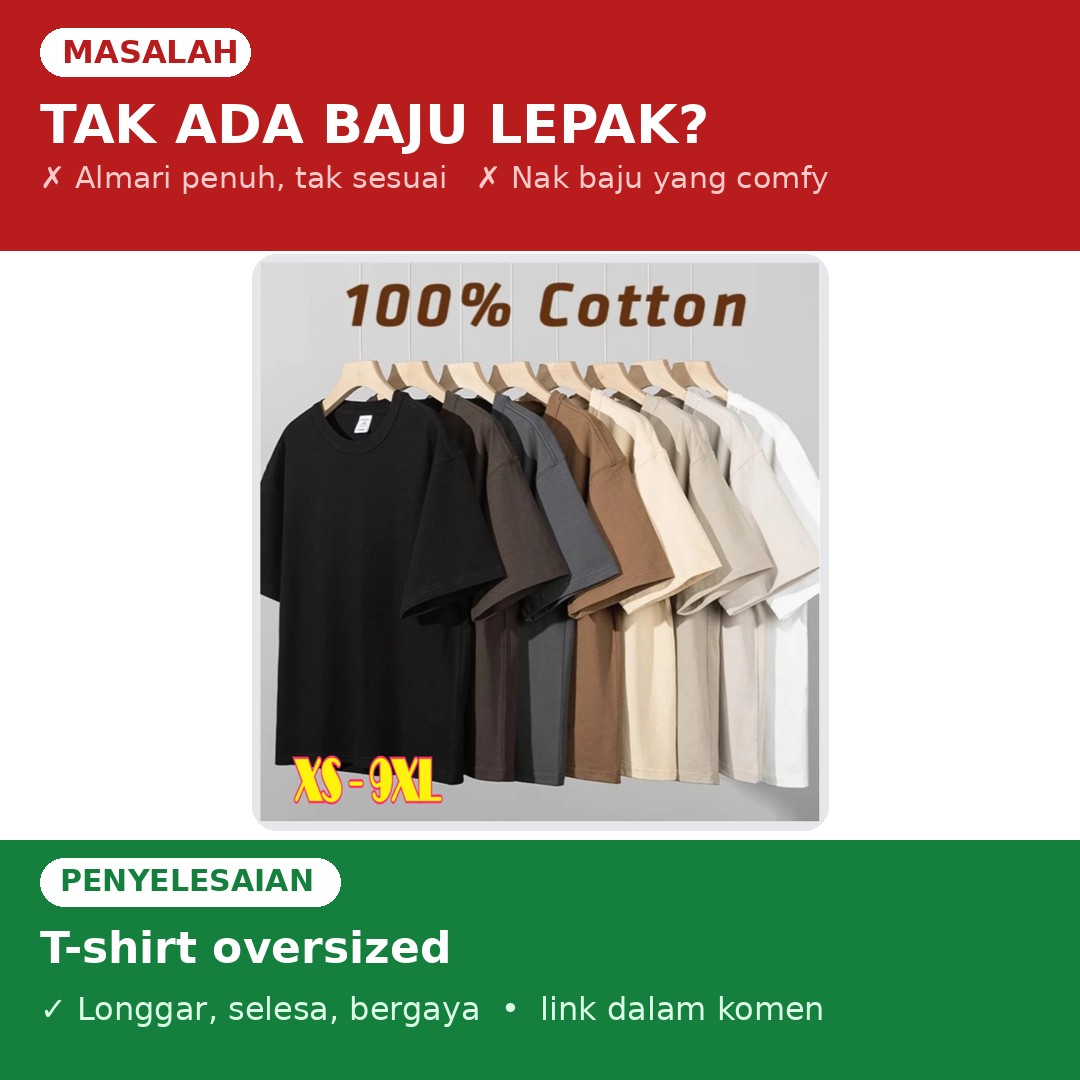 MASALAH
TAK ADA BAJU LEPAK?
✗ Almari penuh, tak sesuai ✗ Nak baju yang comfy
100% Cotton
XS-9XL
PENYELESAIAN
T-shirt oversized
✓ Longgar, selesa, bergaya • link dalam komen